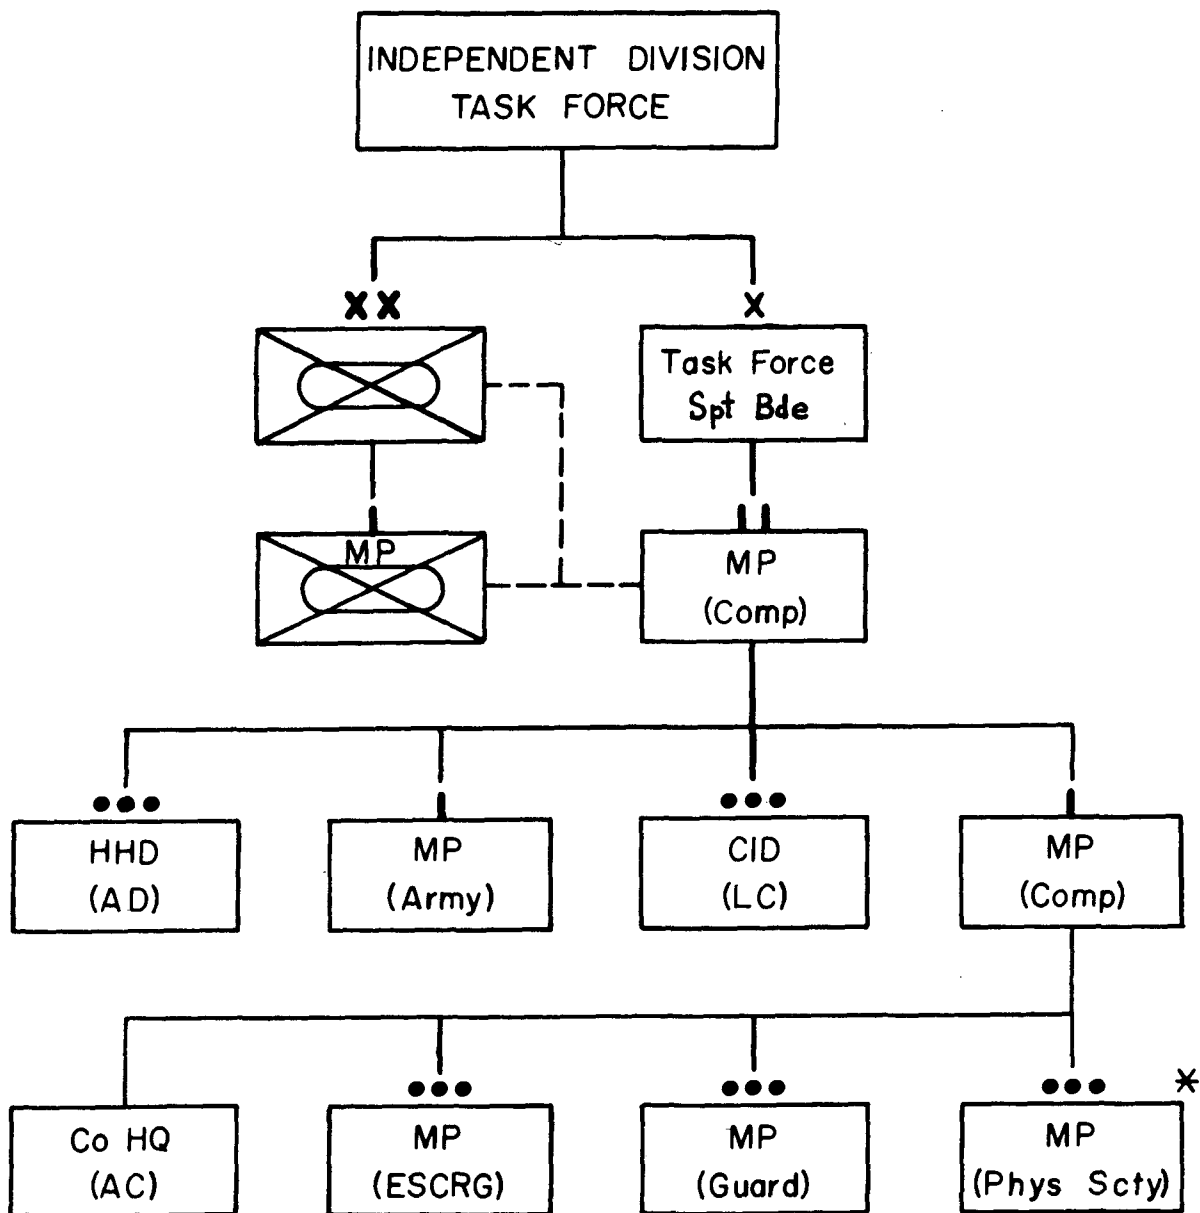 INDEPENDENT DIVISION
TASK FORCE
XX
X
Task Force
Spt Bde
II
I
MP
MP
(Comp)
●●●
I
●●●
I
HHD
(AD)
MP
(Army)
CID
(LC)
MP
(Comp)
●●●
●●●
●●● *
Co HQ
(AC)
MP
(ESCRG)
MP
(Guard)
MP
(Phys Scty)